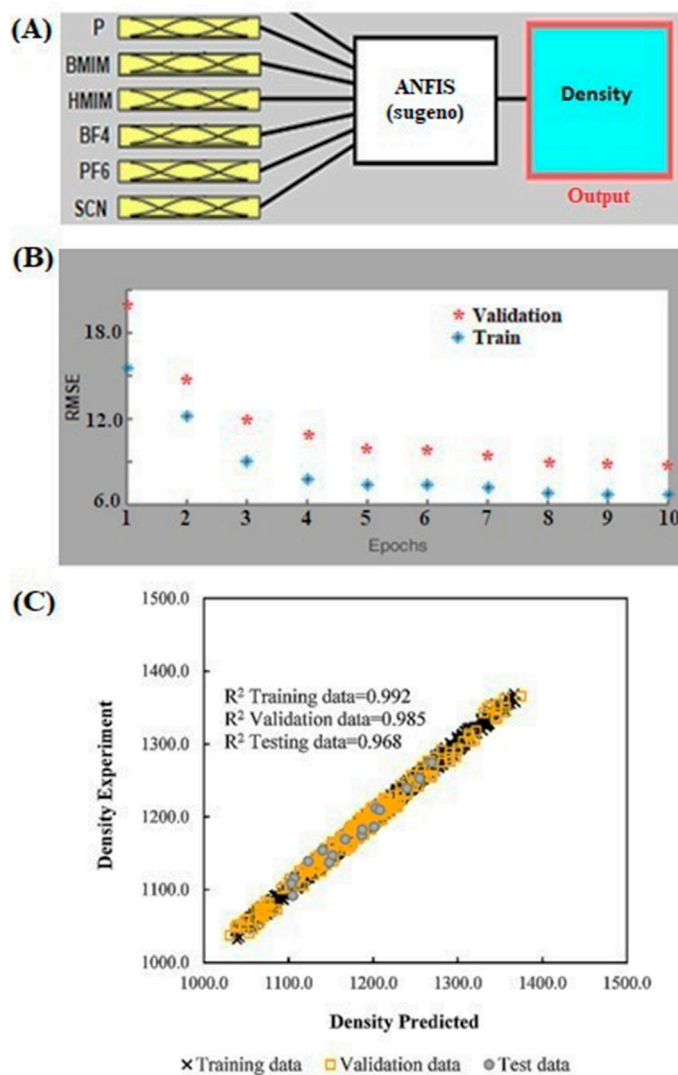 (A)
P
BMIM
HMIM
BF4
PF6
SCN
ANFIS
(sugeno)
Density
Output
(B)
Validation
Train
RMSE
18.0
12.0
6.0
1 2 3 4 5 6 7 8 9 10
Epochs
(C)
Density Experiment
1500.0
1400.0
1300.0
1200.0
1100.0
1000.0
R² Training data=0.992
R² Validation data=0.985
R² Testing data=0.968
1000.0 1100.0 1200.0 1300.0 1400.0 1500.0
Density Predicted
Training data Validation data Test data